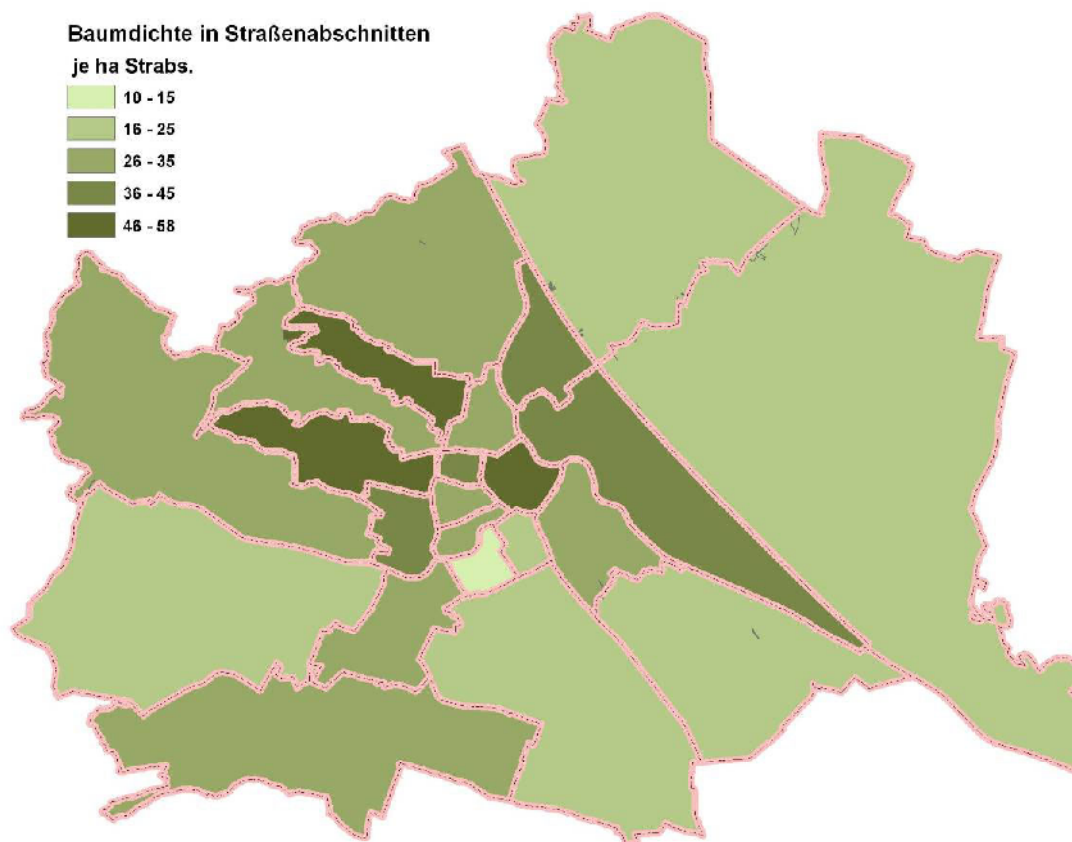 Baumdichte in Straßenabschnitten
je ha Strabs.
10 - 15
16 - 25
26 - 35
36 - 45
46 - 58